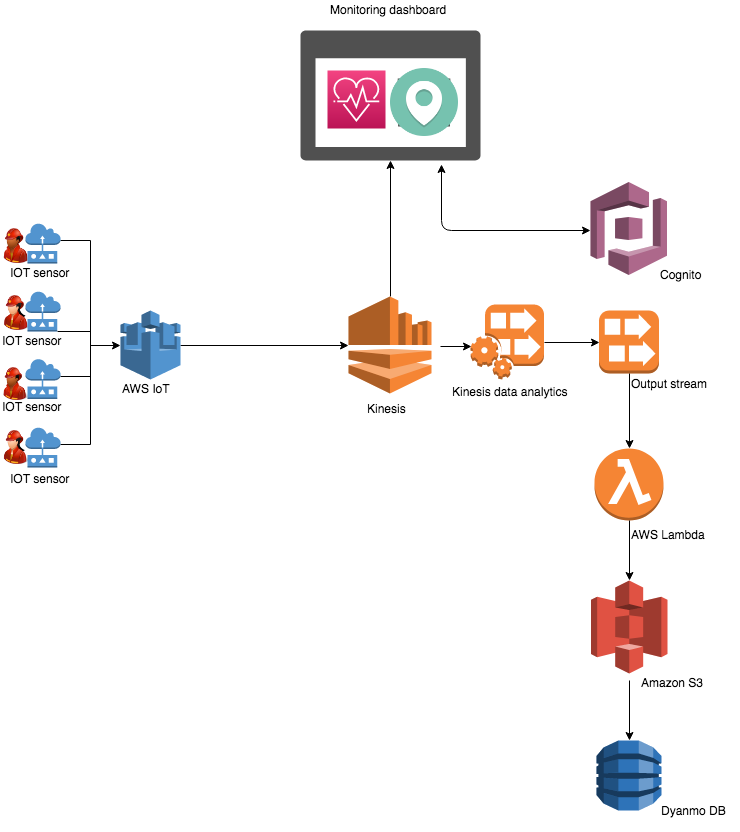 Monitoring dashboard
Cognito
IOT sensor
IOT sensor
IOT sensor
IOT sensor
AWS IoT
Kinesis
Kinesis data analytics
Output stream
AWS Lambda
Amazon S3
Dyanmo DB